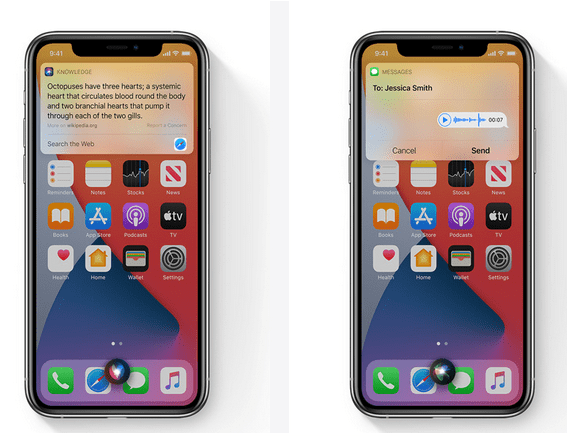 9:41
KNOWLEDGE
Octopuses have three hearts; a systemic
heart that circulates blood round the body
and two branchial hearts that pump it
through each of the two gills.
More on wikipedia.org Report a Concern
Search the Web
Reminders Notes Stocks News
Books App Store Podcasts TV
Health Home Wallet Settings
tv
9:41
MESSAGES
To: Jessica Smith
00:07
Cancel Send
Reminders Notes Stocks News
Books App Store Podcasts TV
Health Home Wallet Settings
tv